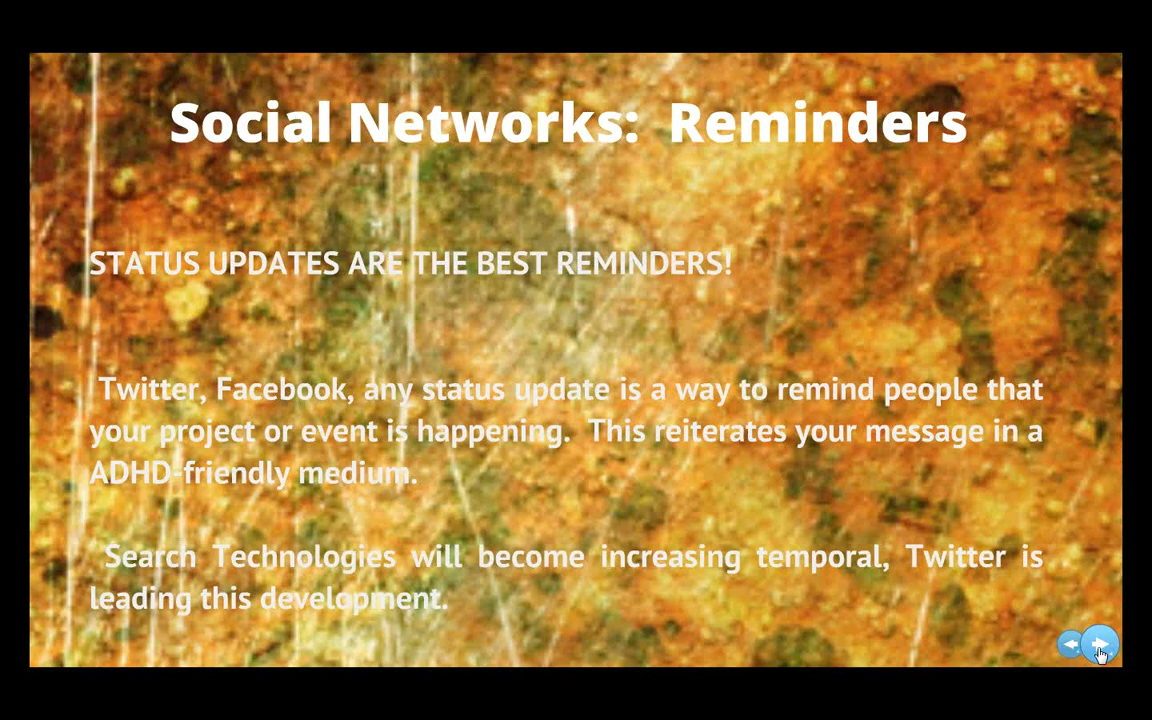 Social Networks:  Reminders
STATUS UPDATES ARE THE BEST REMINDERS!
Twitter, Facebook, any status update is a way to remind people that
your project or event is happening.  This reiterates your message in a
ADHD-friendly medium.
Search Technologies will become increasing temporal, Twitter is
leading this development.